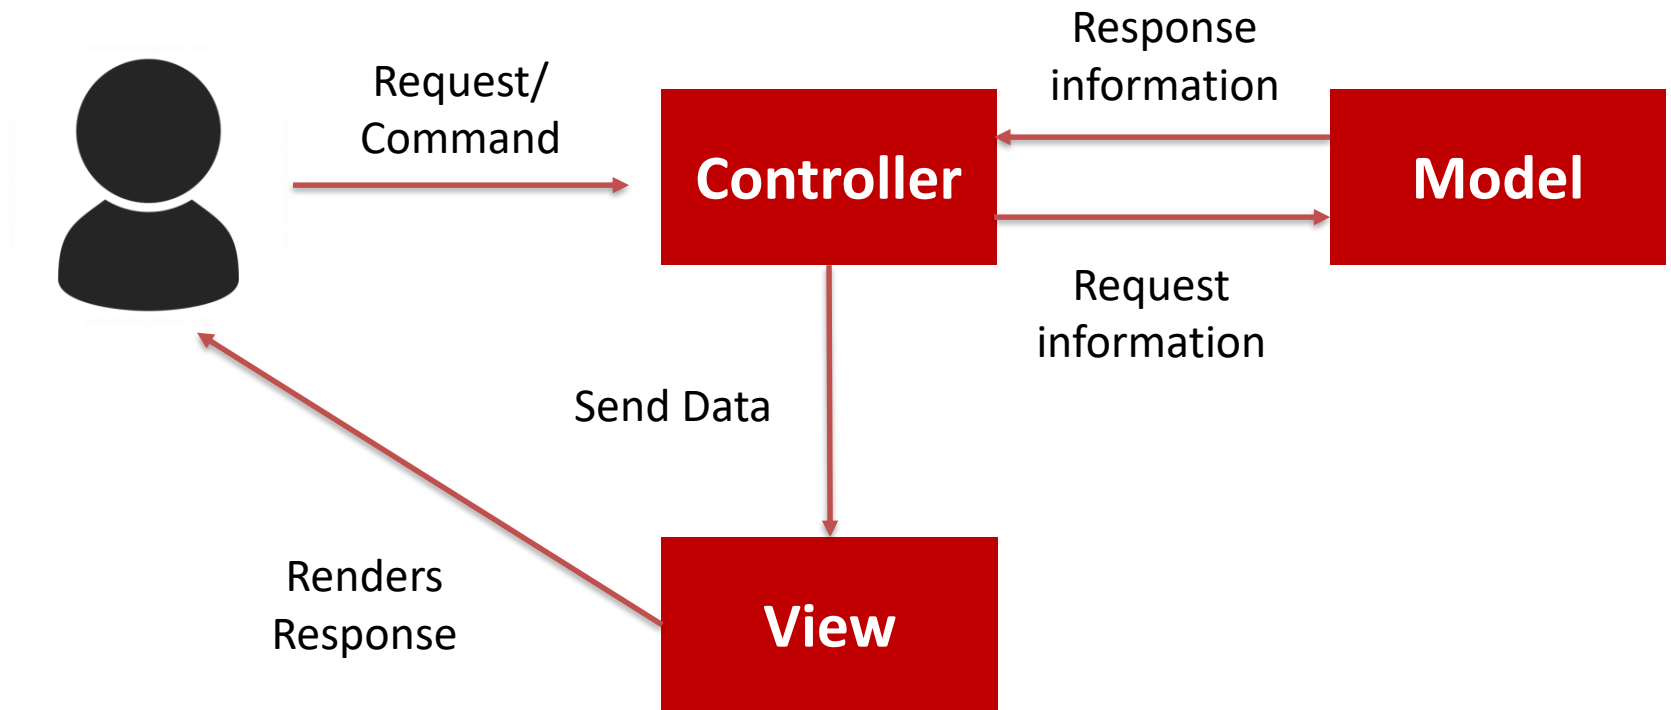 Request/
Command
Controller
Response
information
Model
Request
information
Send Data
Renders
Response
View